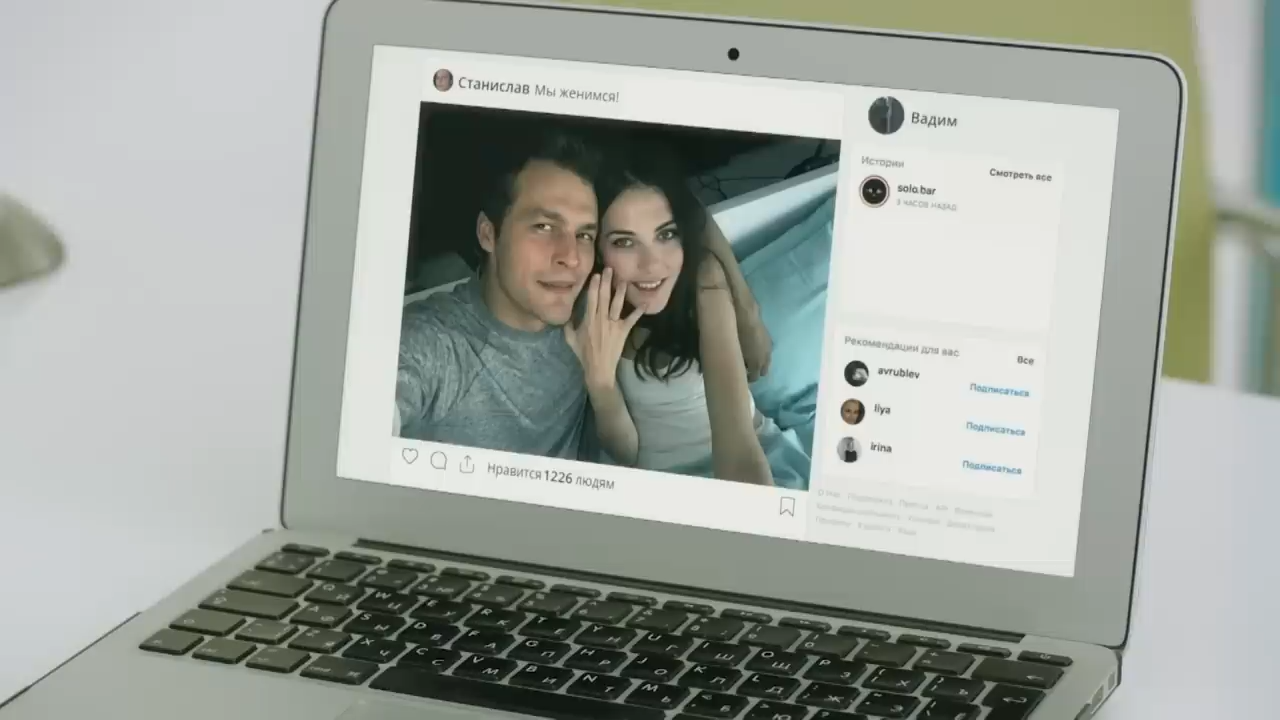 Станислав Мы женимся!
Вадим
Истории
Смотреть все
solo.bar
3 ЧАСОВ НАЗАД
Рекомендации для вас
Все
avrublev
Подписаться
liya
Подписаться
irina
Подписаться
Нравится 1226 людям